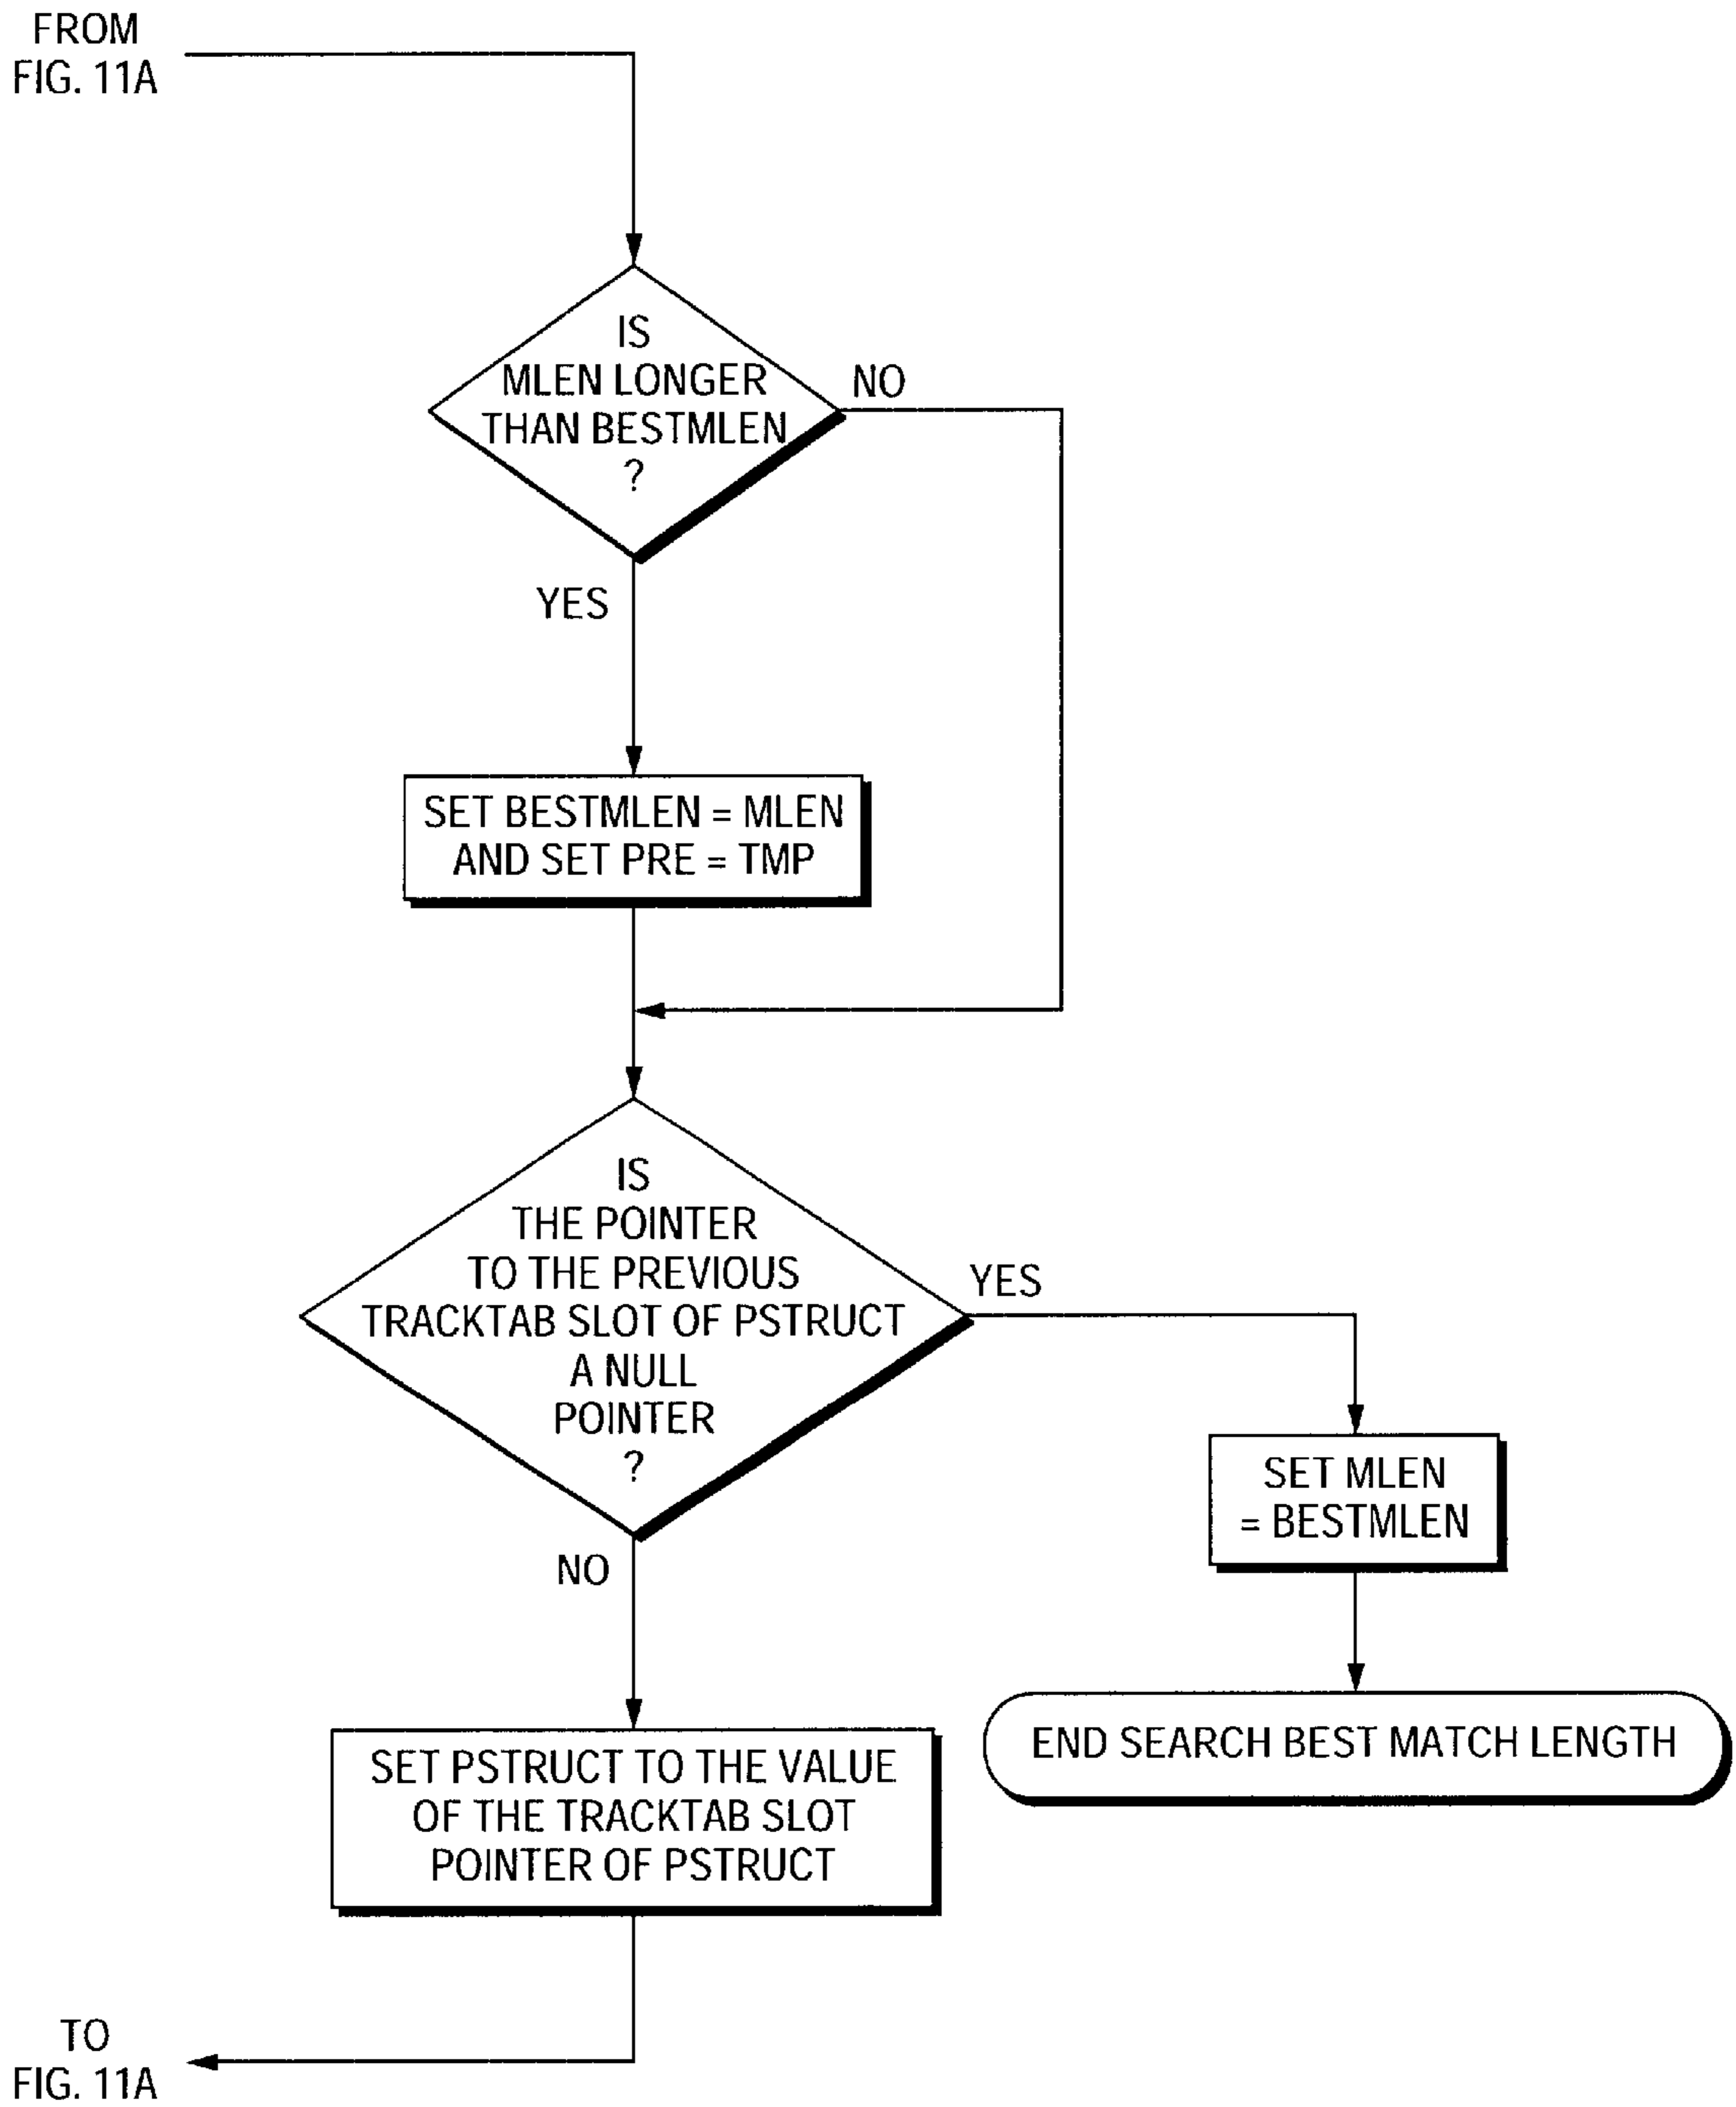 FROM
FIG. 11A
IS
MLEN LONGER
THAN BESTMLEN
?
NO
YES
SET BESTMLEN = MLEN
AND SET PRE = TMP
IS
THE POINTER
TO THE PREVIOUS
TRACKTAB SLOT OF PSTRUCT
A NULL
POINTER
?
YES
NO
SET MLEN
= BESTMLEN
END SEARCH BEST MATCH LENGTH
SET PSTRUCT TO THE VALUE
OF THE TRACKTAB SLOT
POINTER OF PSTRUCT
TO
FIG. 11A